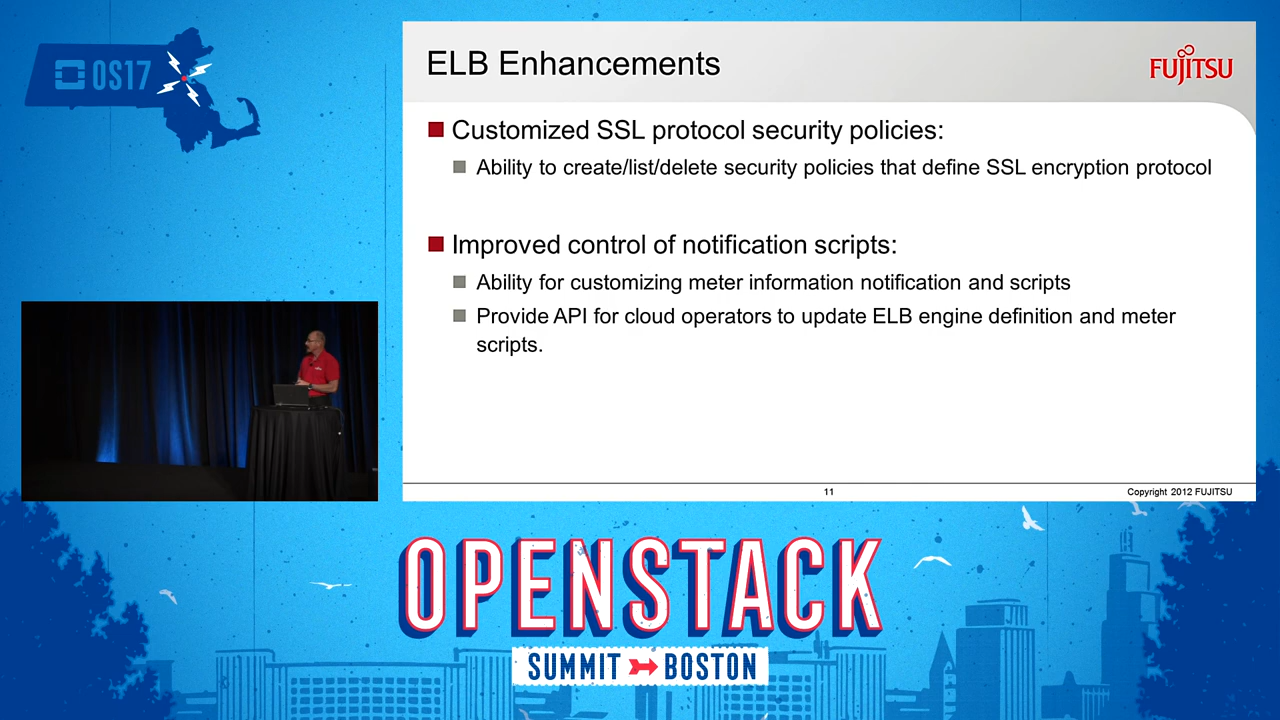 OS17
ELB Enhancements
FUJITSU
Customized SSL protocol security policies:
Ability to create/list/delete security policies that define SSL encryption protocol
Improved control of notification scripts:
Ability for customizing meter information notification and scripts
Provide API for cloud operators to update ELB engine definition and meter
scripts.
11
Copyright 2012 FUJITSU
OPENSTACK
SUMMIT BOSTON